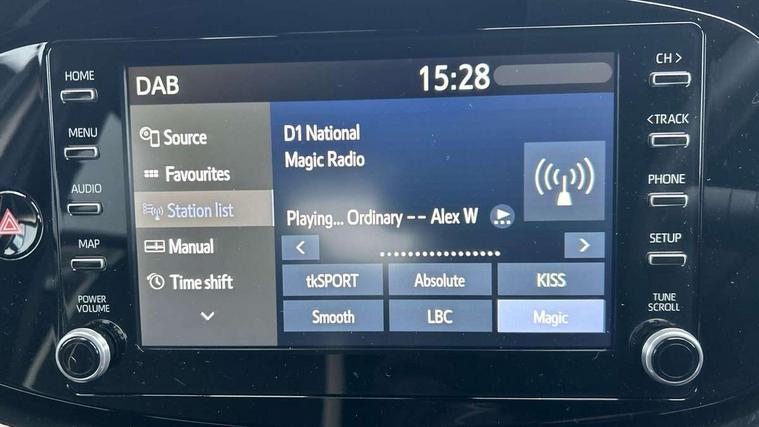 HOME
MENU
AUDIO
MAP
POWER
VOLUME
DAB
15:28
Source
Favourites
Station list
Manual
Time shift
D1 National
Magic Radio
Playing... Ordinary -- Alex W
<
>
tkSPORT
Absolute
KISS
Smooth
LBC
Magic
CH >
< TRACK
PHONE
SETUP
TUNE
SCROLL